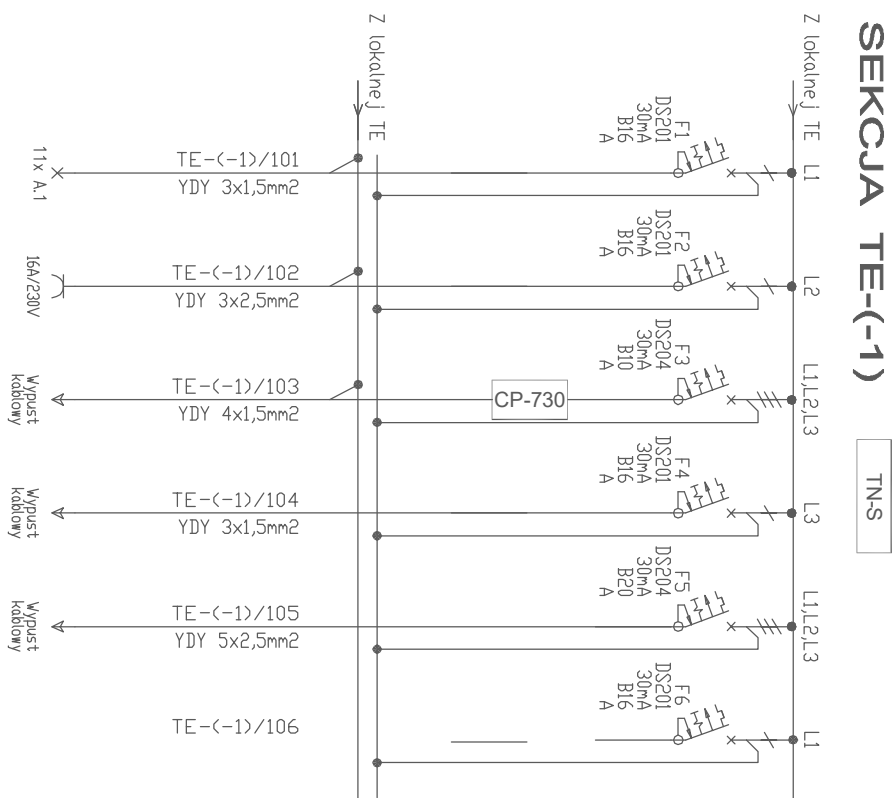 SEKCJA TE-(-1)
TN-S
Z lokalnej TE
L1
L2
L1,L2,L3
L3
L1,L2,L3
L1
F1
DS201
30mA
B16
A
F2
DS201
30mA
B16
A
F3
DS204
30mA
B10
A
F4
DS201
30mA
B16
A
F5
DS204
30mA
B20
A
F6
DS201
30mA
B16
A
CP-730
Z lokalnej TE
TE-(-1)/101
YDY 3x1,5mm2
TE-(-1)/102
YDY 3x2,5mm2
TE-(-1)/103
YDY 4x1,5mm2
TE-(-1)/104
YDY 3x1,5mm2
TE-(-1)/105
YDY 5x2,5mm2
TE-(-1)/106
11x A.1
16A/230V
Wypust
kablowy
Wypust
kablowy
Wypust
kablowy